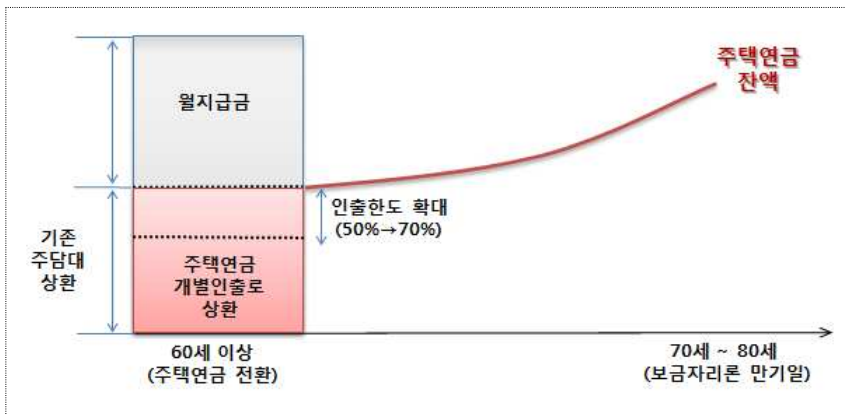 주택연금
잔액
월지급금
인출한도 확대
(50%→70%)
기존
주담대
상환
주택연금
개별인출로
상환
60세 이상
(주택연금 전환)
70세 ~ 80세
(보금자리론 만기일)